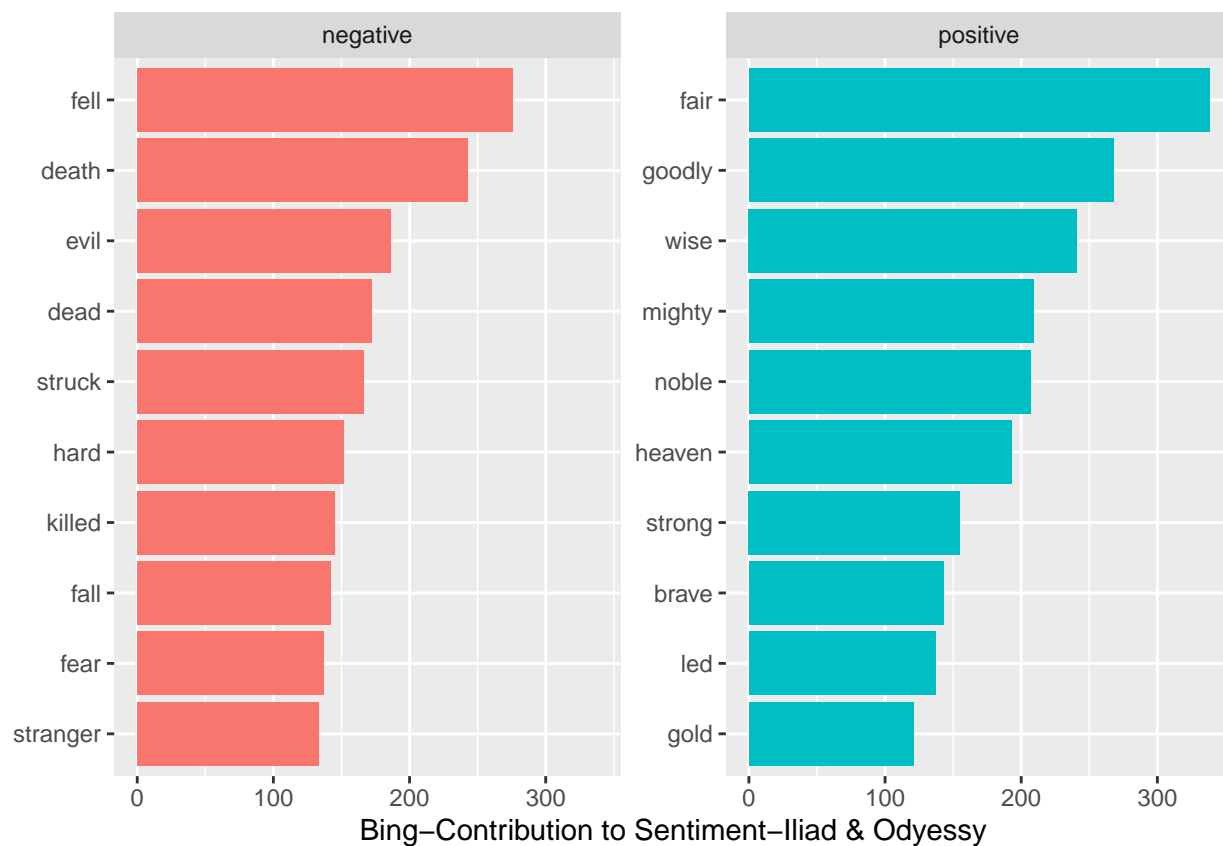 negative
fell
death
evil
dead
struck
hard
killed
fall
fear
stranger
0 100 200 300
positive
fair
goodly
wise
mighty
noble
heaven
strong
brave
led
gold
0 100 200 300
Bing−Contribution to Sentiment−Iliad & Odyessy